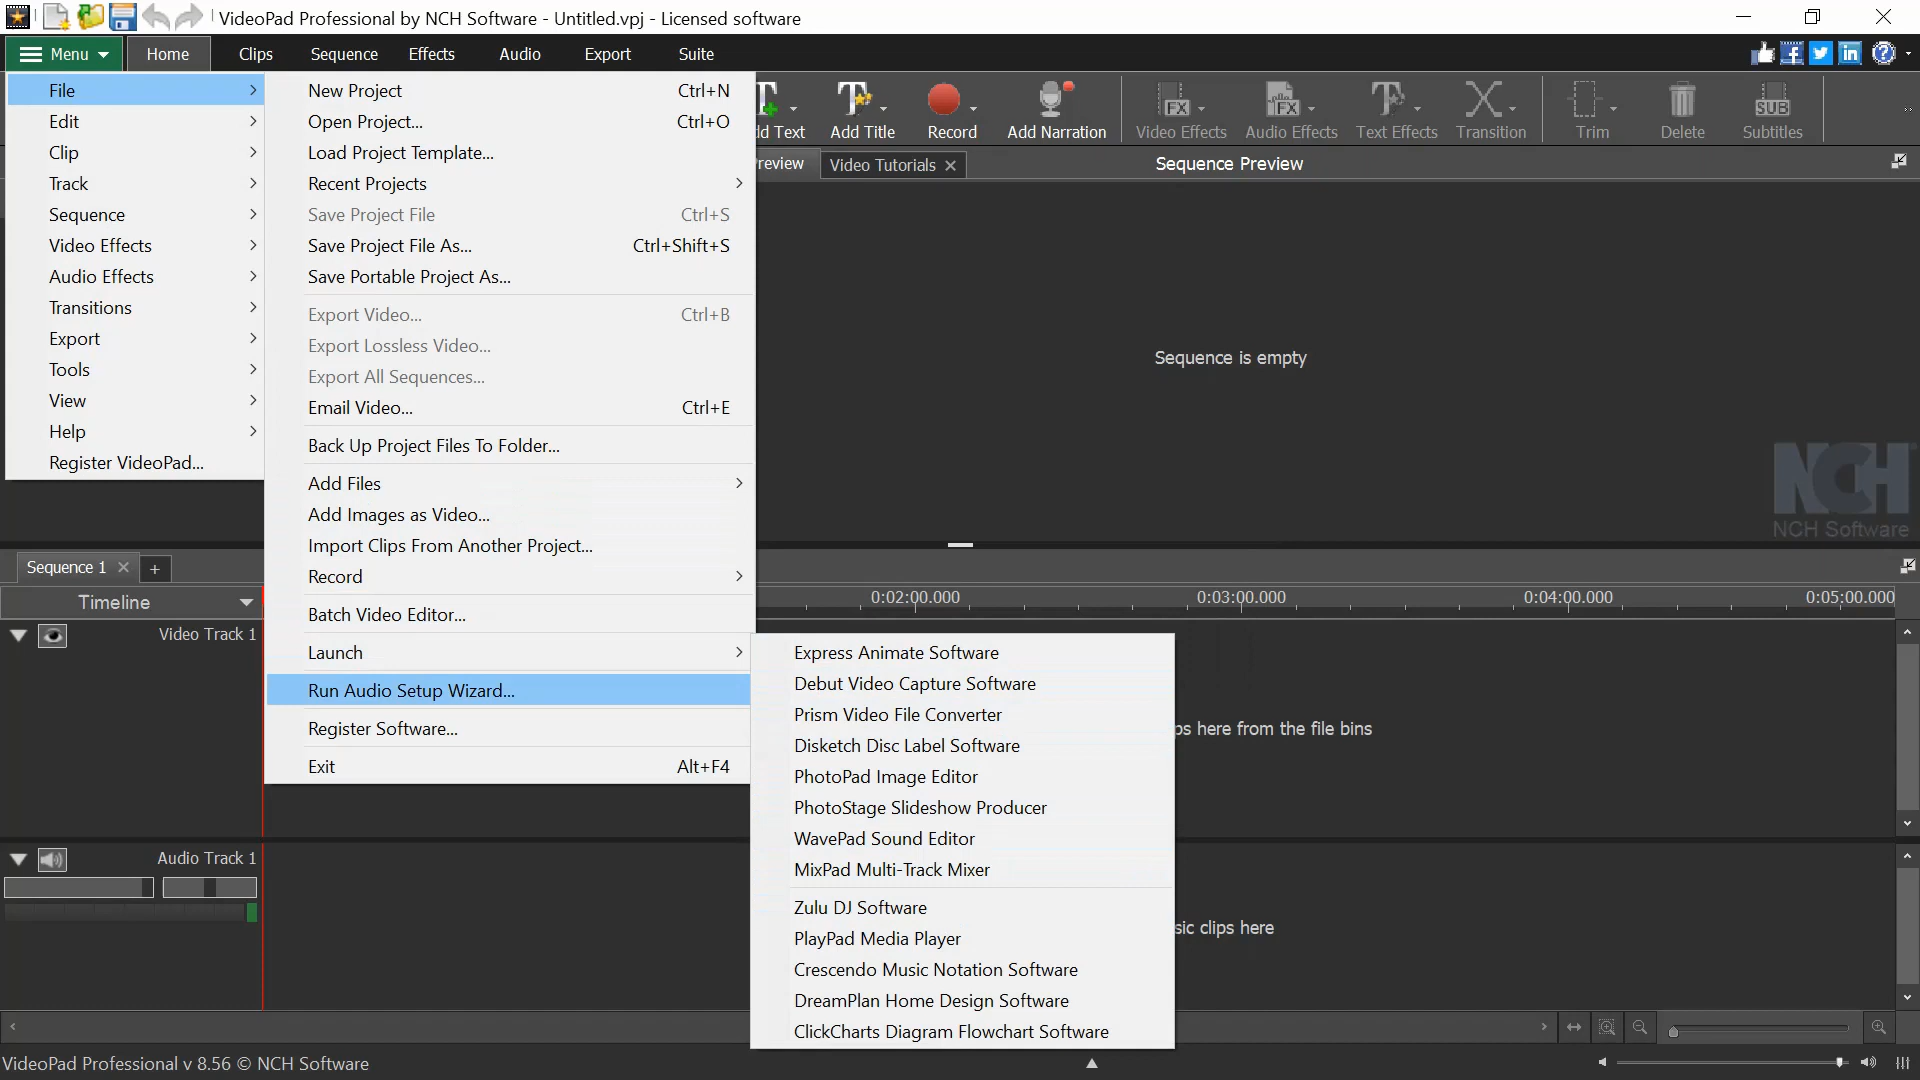 VideoPad Professional by NCH Software - Untitled.vpj - Licensed software
Menu
Home
Clips
Sequence
Effects
Audio
Export
Suite
File
Edit
Clip
Track
Sequence
Video Effects
Audio Effects
Transitions
Export
Tools
View
Help
Register VideoPad...
New Project Ctrl+N
Open Project... Ctrl+O
Load Project Template...
Recent Projects
Save Project File Ctrl+S
Save Project File As... Ctrl+Shift+S
Save Portable Project As...
Export Video... Ctrl+B
Export Lossless Video...
Export All Sequences...
Email Video... Ctrl+E
Back Up Project Files To Folder...
Add Files
Add Images as Video...
Import Clips From Another Project...
Record
Batch Video Editor...
Launch
Run Audio Setup Wizard...
Register Software...
Exit Alt+F4
Express Animate Software
Debut Video Capture Software
Prism Video File Converter
Disketch Disc Label Software
PhotoPad Image Editor
PhotoStage Slideshow Producer
WavePad Sound Editor
MixPad Multi-Track Mixer
Zulu DJ Software
PlayPad Media Player
Crescendo Music Notation Software
DreamPlan Home Design Software
ClickCharts Diagram Flowchart Software
dd Text
Add Title
Record
Add Narration
FX
Video Effects
FX
Audio Effects
Text Effects
Transition
Trim
Delete
SUB
Subtitles
review
Video Tutorials
Sequence Preview
Sequence is empty
NCH
NCH Software
Sequence 1
Timeline
0:02:00.000
0:03:00.000
0:04:00.000
0:05:00.000
Video Track 1
ps here from the file bins
Audio Track 1
sic clips here
VideoPad Professional v 8.56 © NCH Software